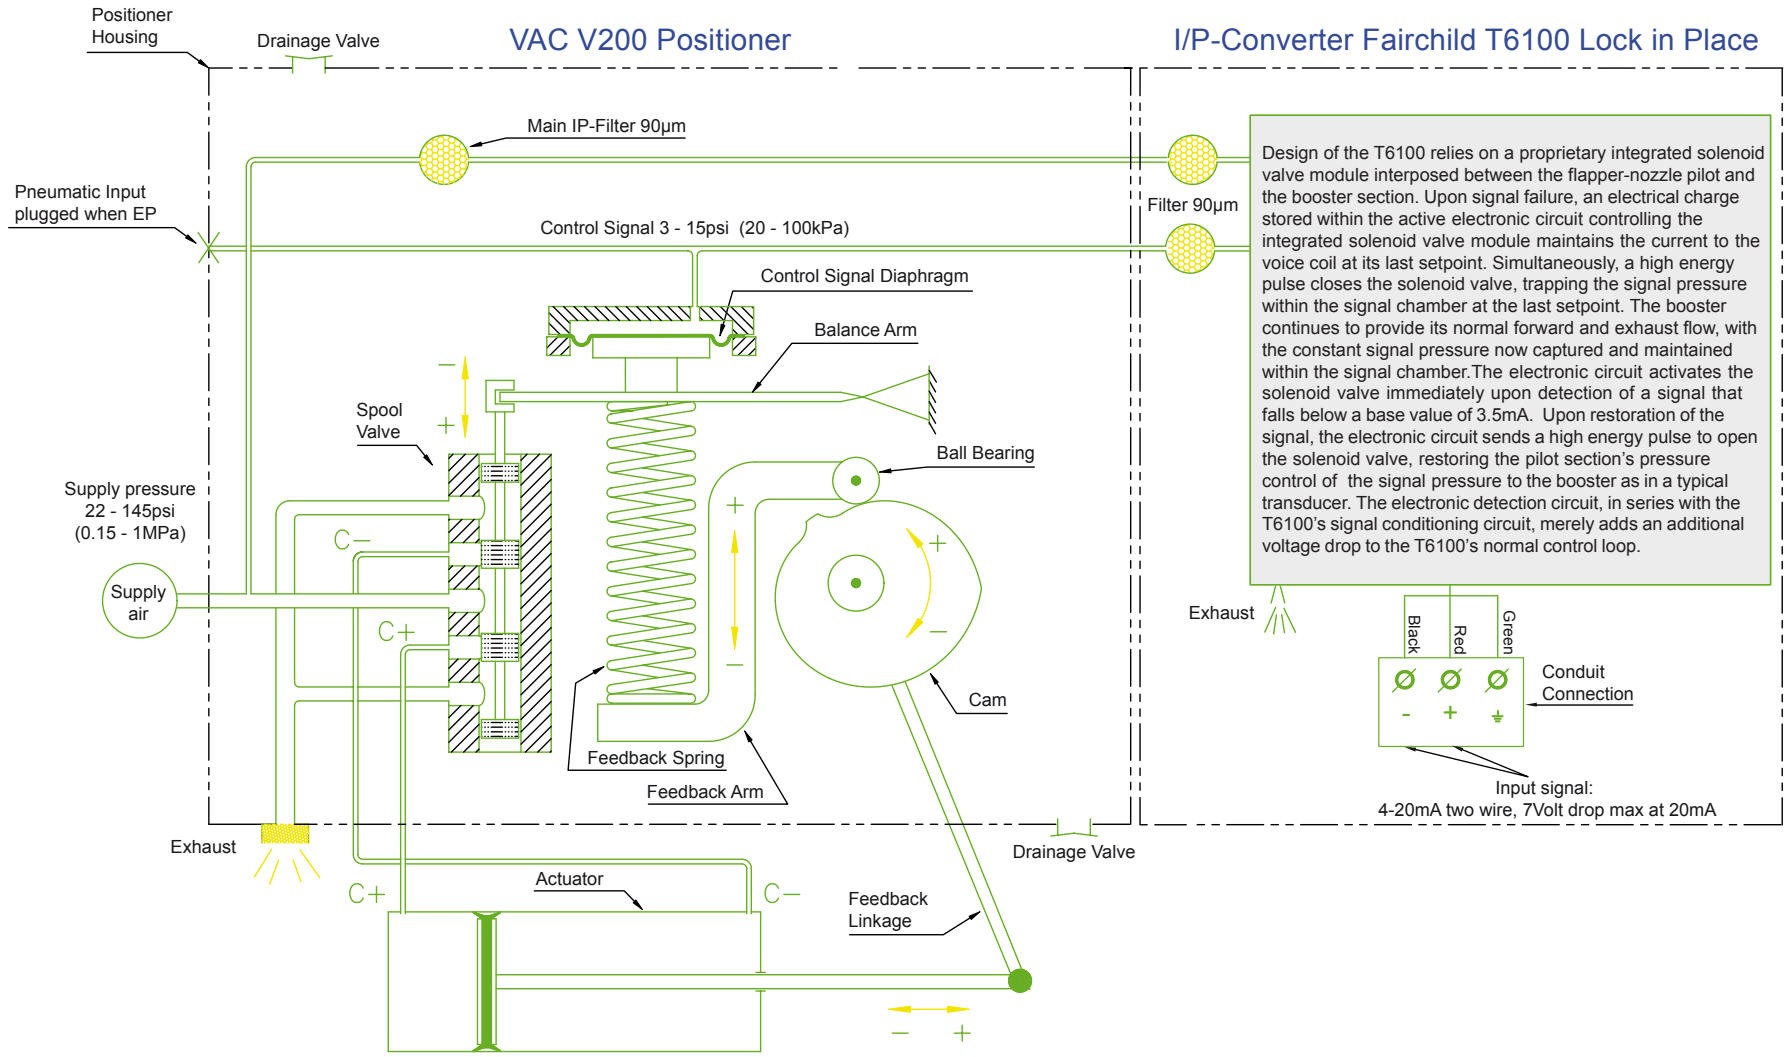 Positioner
Housing
Drainage Valve
VAC V200 Positioner
I/P-Converter Fairchild T6100 Lock in Place
Main IP-Filter 90µm
Pneumatic Input
plugged when EP
Filter 90µm
Control Signal 3 - 15psi (20 - 100kPa)
Control Signal Diaphragm
Balance Arm
Design of the T6100 relies on a proprietary integrated solenoid
valve module interposed between the flapper-nozzle pilot and
the booster section. Upon signal failure, an electrical charge
stored within the active electronic circuit controlling the
integrated solenoid valve module maintains the current to the
voice coil at its last setpoint. Simultaneously, a high energy
pulse closes the solenoid valve, trapping the signal pressure
within the signal chamber at the last setpoint. The booster
continues to provide its normal forward and exhaust flow, with
the constant signal pressure now captured and maintained
within the signal chamber.The electronic circuit activates the
solenoid valve immediately upon detection of a signal that
falls below a base value of 3.5mA. Upon restoration of the
signal, the electronic circuit sends a high energy pulse to open
the solenoid valve, restoring the pilot section's pressure
control of the signal pressure to the booster as in a typical
transducer. The electronic detection circuit, in series with the
T6100's signal conditioning circuit, merely adds an additional
voltage drop to the T6100's normal control loop.
−
+
Spool
Valve
Ball Bearing
Supply pressure
22 - 145psi
(0.15 - 1MPa)
C−
+
+
Supply
air
C+
−
−
Exhaust
Black
Red
Green
Cam
Conduit
Connection
-
+
Feedback Spring
Feedback Arm
Input signal:
4-20mA two wire, 7Volt drop max at 20mA
Exhaust
Drainage Valve
Actuator
C+
C−
Feedback
Linkage
−
+